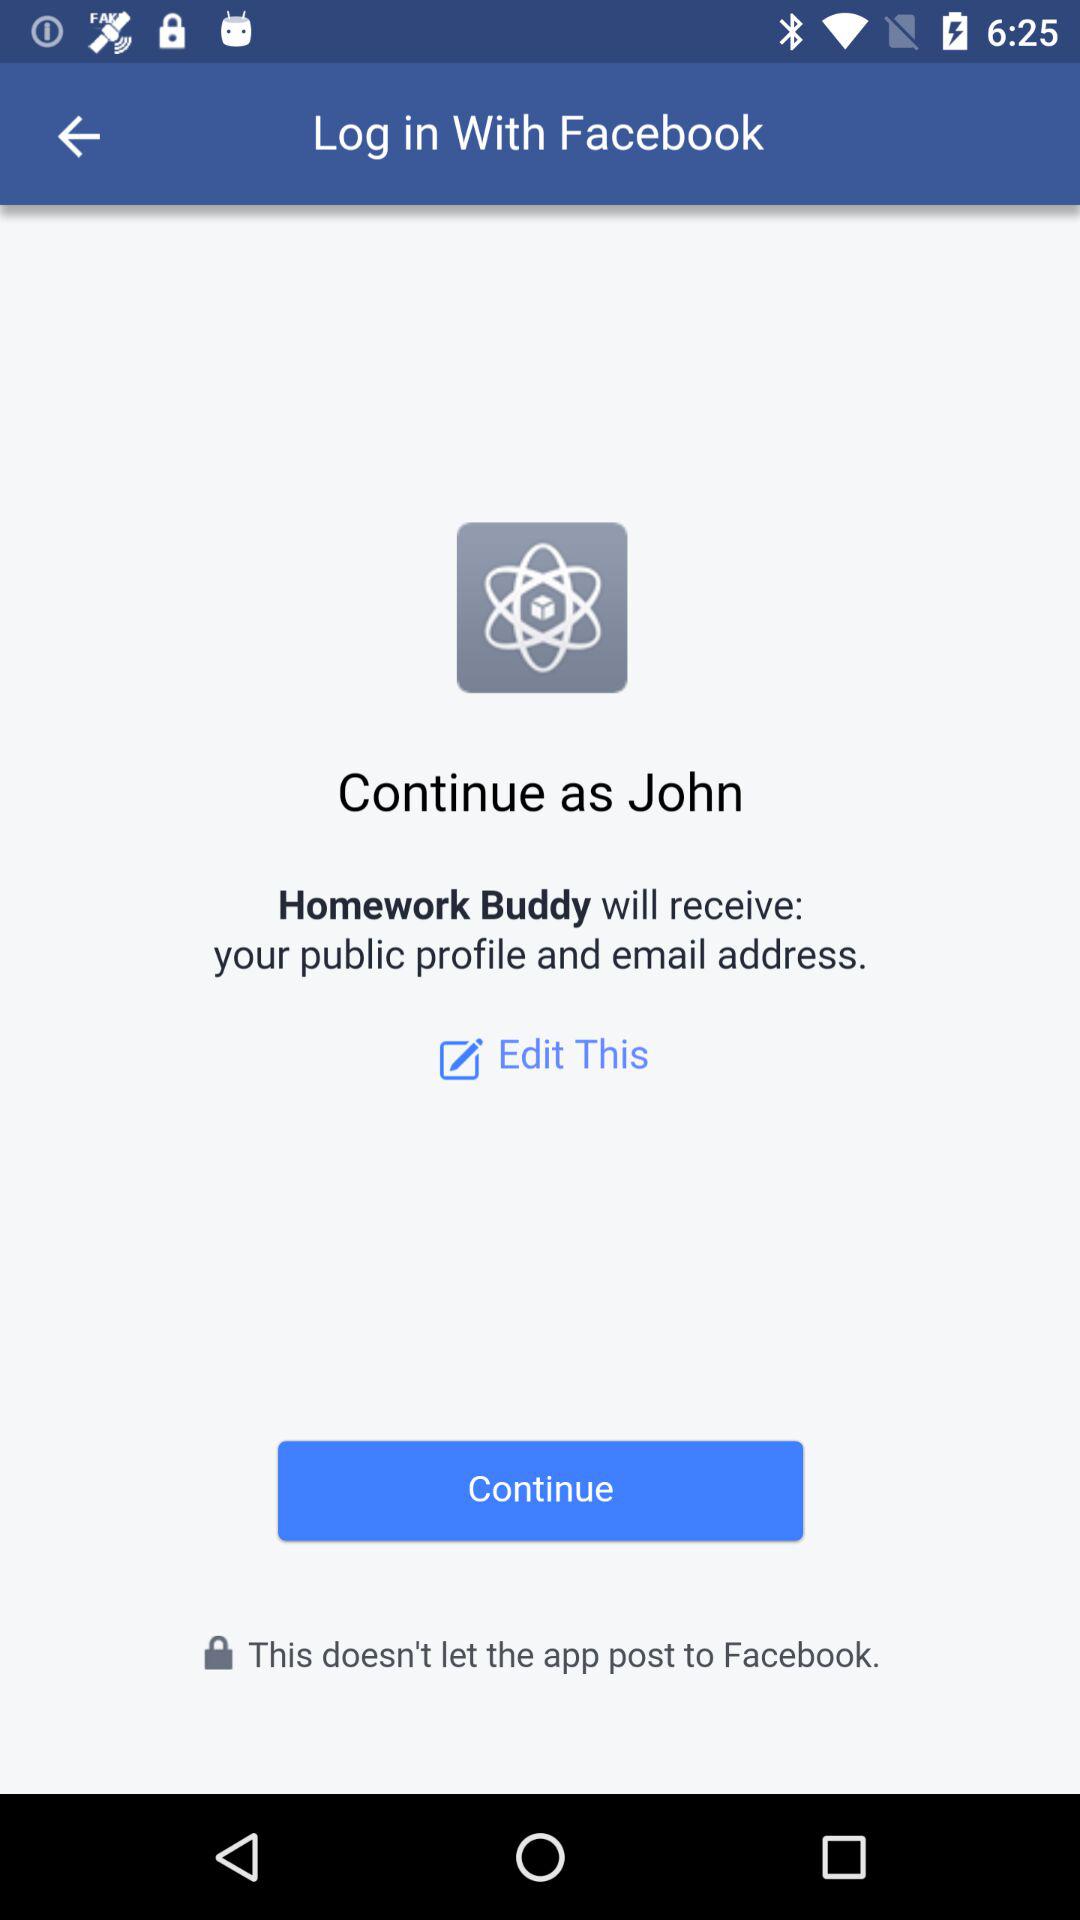 FAKE
6:25
Log in With Facebook
Continue as John
Homework Buddy will receive:
your public profile and email address.
Edit This
Continue
This doesn't let the app post to Facebook.